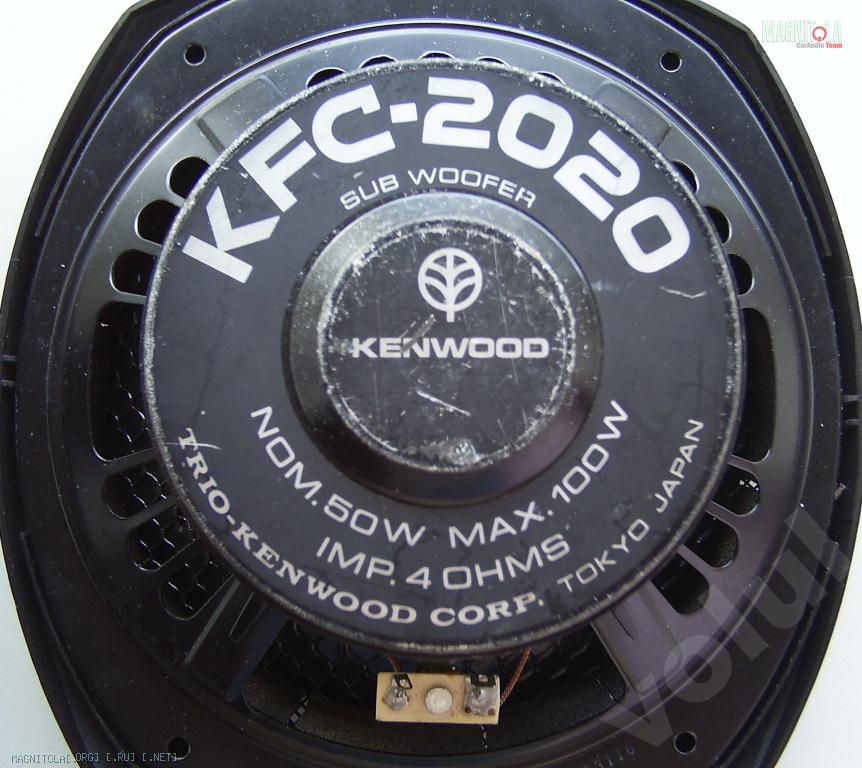 MAGNITOLA
CarAudio Team
KFC-2020
SUB WOOFER
KENWOOD
NOM. 50W MAX. 100W
IMP. 4 OHMS
TRIO-KENWOOD CORP. TOKYO JAPAN
volul
MAGNITOLA[.ORG] [.RU] [.NET]